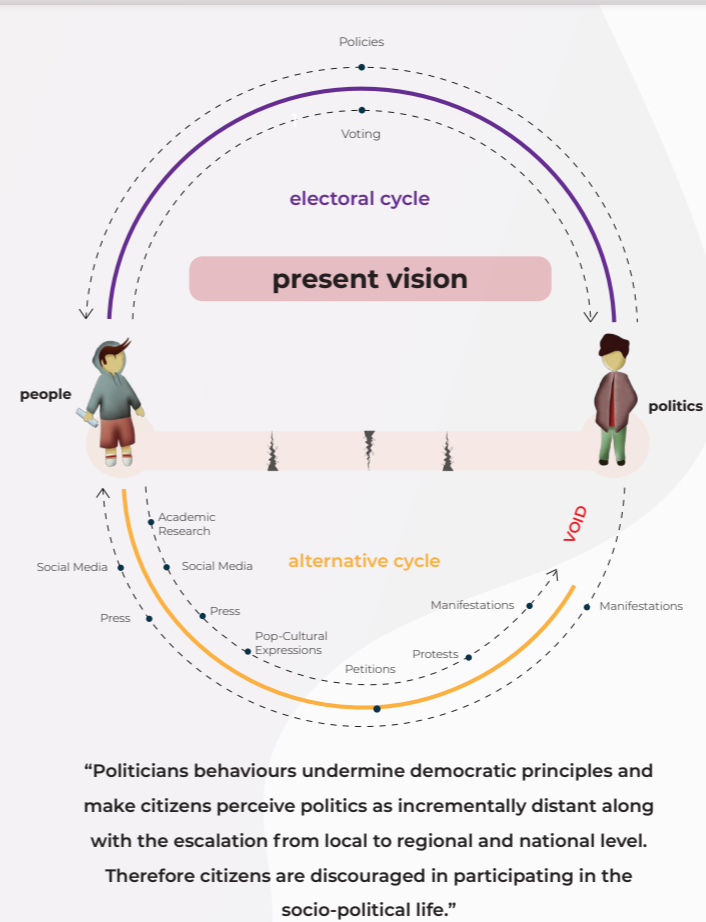 Policies
Voting
electoral cycle
present vision
people
politics
VOID
Academic
Research
Social Media
Social Media
alternative cycle
Press
Press
Manifestations
Manifestations
Pop-Cultural
Expressions
Protests
Petitions
“Politicians behaviours undermine democratic principles and
make citizens perceive politics as incrementally distant along
with the escalation from local to regional and national level.
Therefore citizens are discouraged in participating in the
socio-political life.”